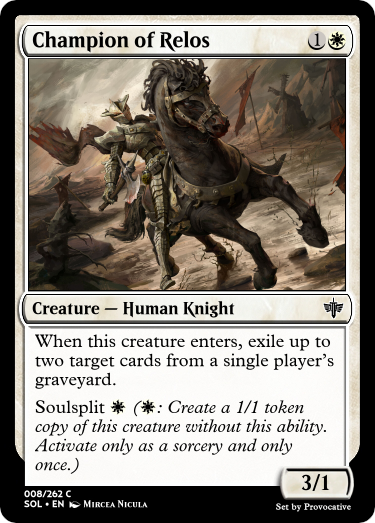 Champion of Relos 1
Creature — Human Knight
When this creature enters, exile up to
two target cards from a single player's
graveyard.
Soulsplit (: Create a 1/1 token
copy of this creature without this ability.
Activate only as a sorcery and only
once.)
3/1
008/262 C
SOL • EN Mircea Nicula
Set by Provocative